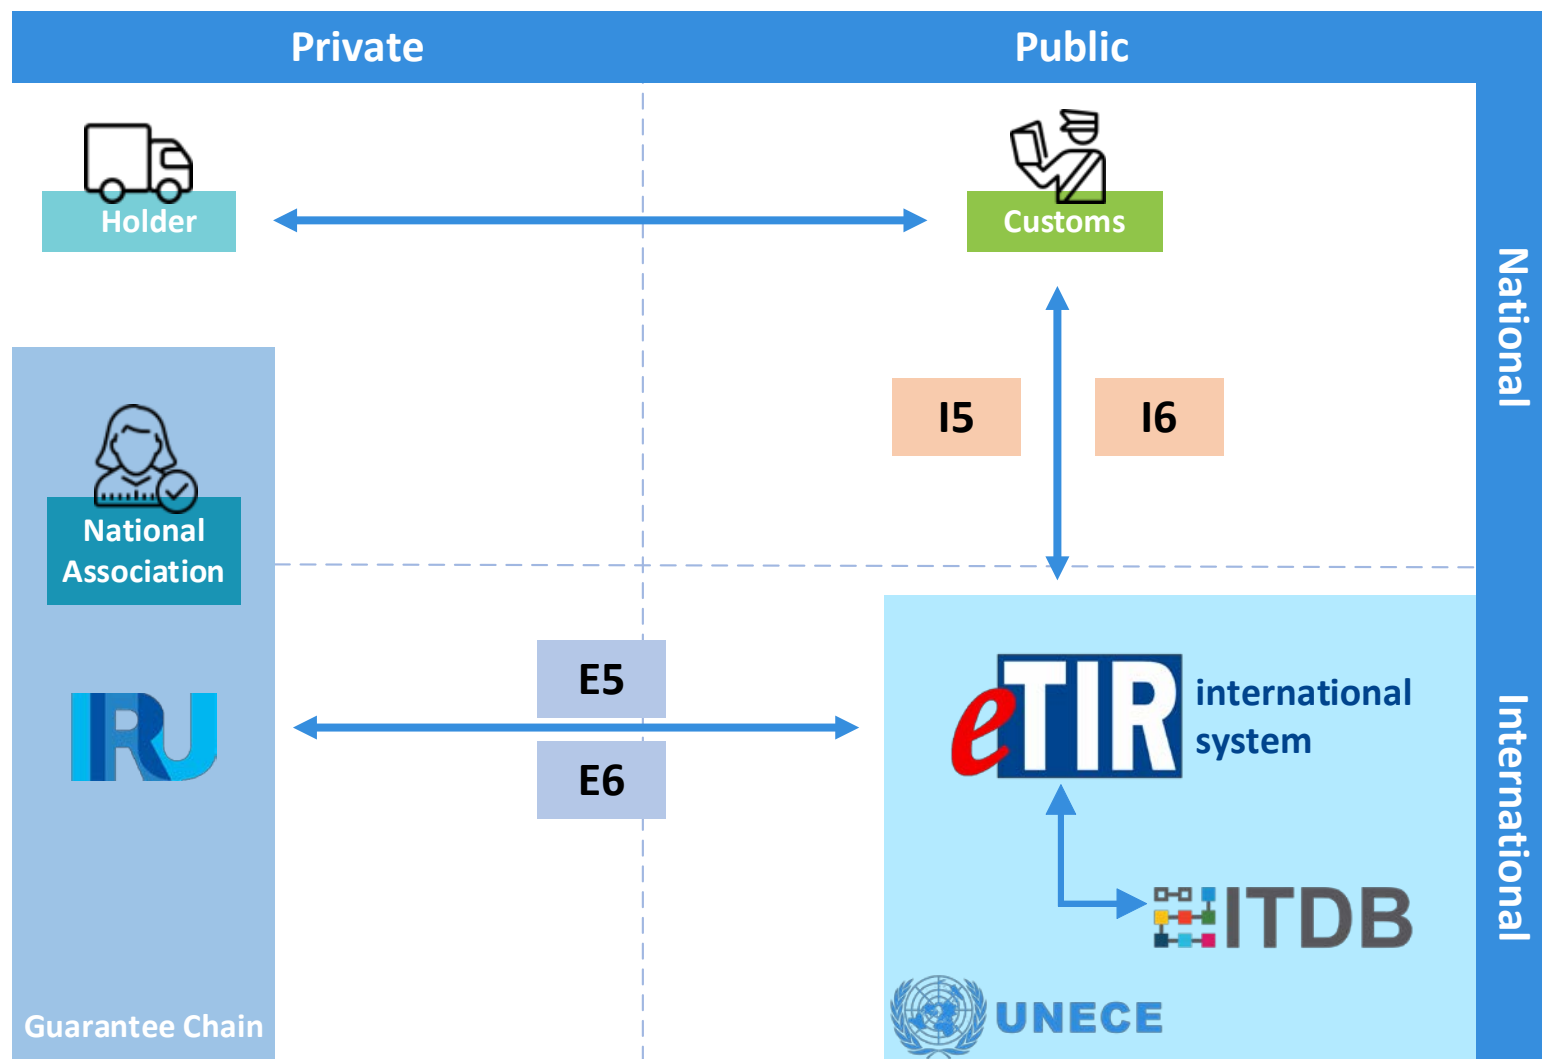 Private
Public
Holder
Customs
National
I5
I6
National
Association
E5
E6
IRU
eTIR
international
system
International
ITDB
Guarantee Chain
UNECE